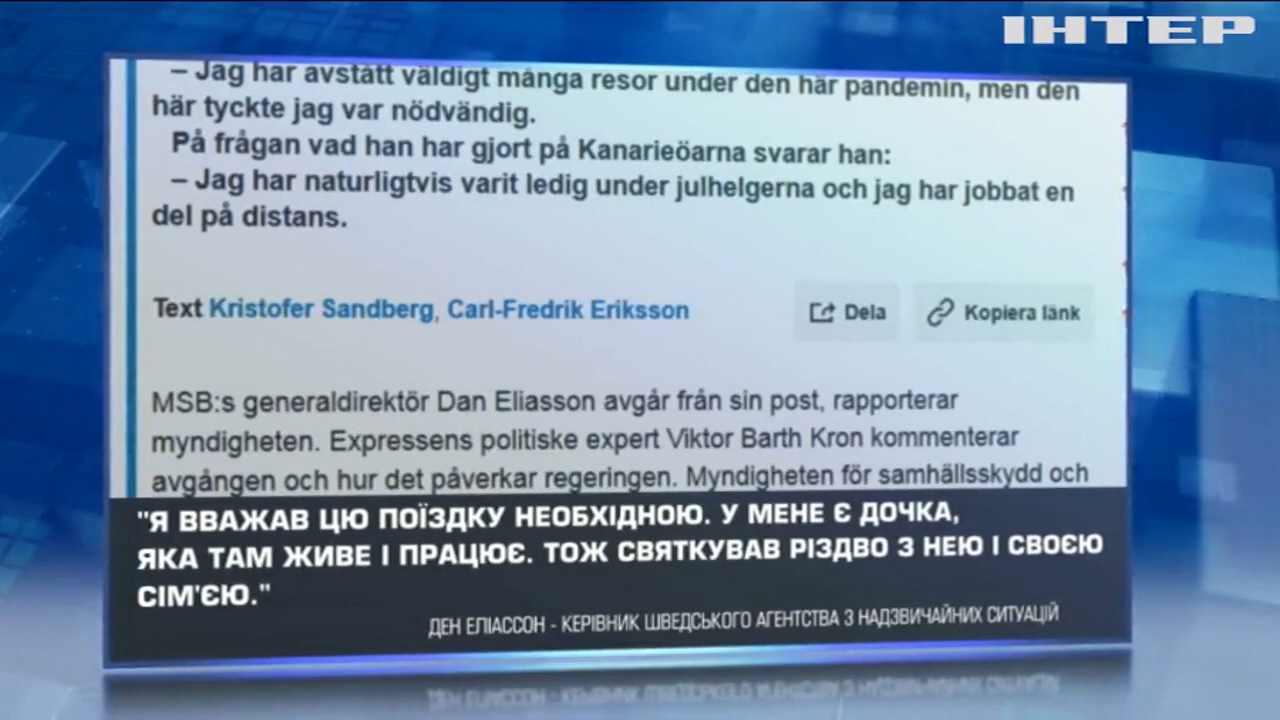 ІНТЕР
– Jag har avstått väldigt många resor under den här pandemin, men den
här tyckte jag var nödvändig.
På frågan vad han har gjort på Kanarieöarna svarar han:
– Jag har naturligtvis varit ledig under julhelgerna och jag har jobbat en
del på distans.
Text Kristofer Sandberg, Carl-Fredrik Eriksson
Dela
Kopiera länk
MSB:s generaldirektör Dan Eliasson avgår från sin post, rapporterar
myndigheten. Expressens politiske expert Viktor Barth Kron kommenterar
avgången och hur det påverkar regeringen. Myndigheten för samhällsskydd och
"Я ВВАЖАВ ЦЮ ПОЇЗДКУ НЕОБХІДНОЮ. У МЕНЕ Є ДОЧКА,
ЯКА ТАМ ЖИВЕ І ПРАЦЮЄ. ТОЖ СВЯТКУВАВ РІЗДВО З НЕЮ І СВОЄЮ
СІМ'ЄЮ."
ДЕН ЕЛІАССОН - КЕРІВНИК ШВЕДСЬКОГО АГЕНТСТВА З НАДЗВИЧАЙНИХ СИТУАЦІЙ